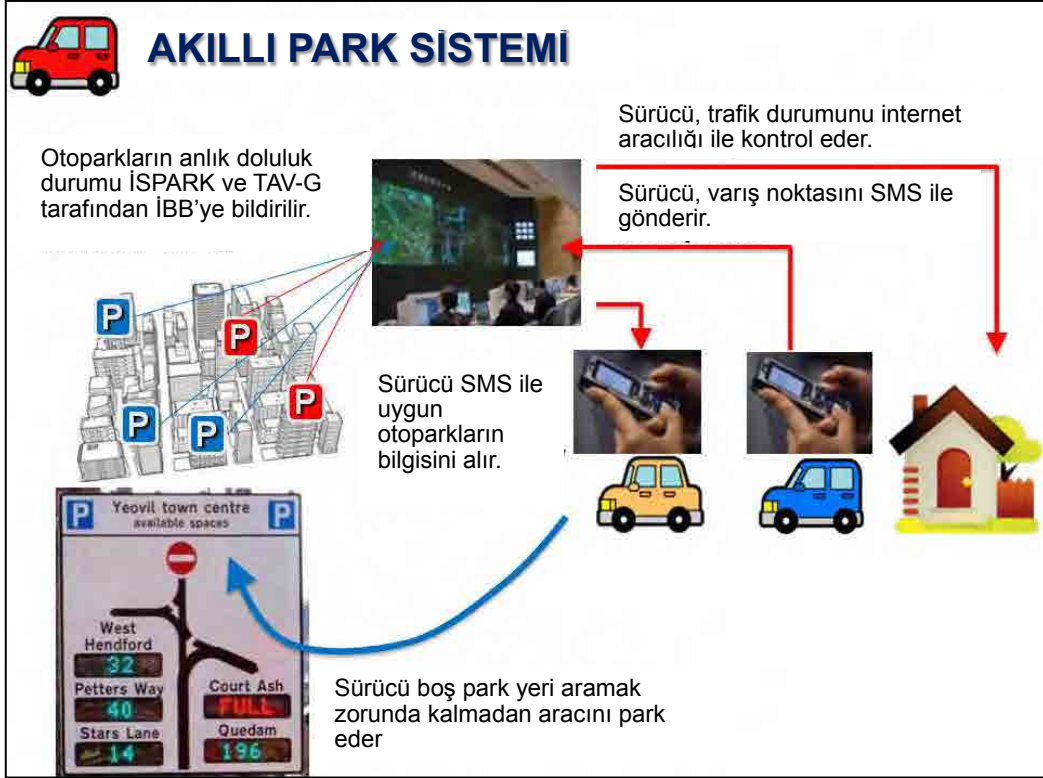 AKILLI PARK SİSTEMİ
Sürücü, trafik durumunu internet
aracılığı ile kontrol eder.
Otoparkların anlık doluluk
durumu İSPARK ve TAV-G
tarafından İBB’ye bildirilir.
Sürücü, varış noktasını SMS ile
gönderir.
P
P
P
P
P
Sürücü SMS ile
uygun
otoparkların
bilgisini alır.
P Yeovil town centre P
available spaces
West
Hendford
32
Petters Way
40
Stars Lane
14
Court Ash
FULL
Quedam
196
Sürücü boş park yeri aramak
zorunda kalmadan aracını park
eder